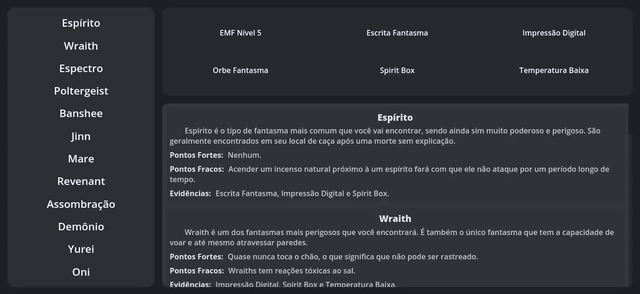 Espírito
Wraith
Espectro
Poltergeist
Banshee
Jinn
Mare
Revenant
Assombração
Demônio
Yurei
Oni
EMF Nível 5
Escrita Fantasma
Impressão Digital
Orbe Fantasma
Spirit Box
Temperatura Baixa
Espírito
Espírito é o tipo de fantasma mais comum que você vai encontrar, sendo ainda sim muito poderoso e perigoso. São
geralmente encontrados em seu local de caça após uma morte sem explicação.
Pontos Fortes: Nenhum.
Pontos Fracos: Acender um incenso natural próximo à um espírito fará com que ele não ataque por um período longo de
tempo.
Evidências: Escrita Fantasma, Impressão Digital e Spirit Box.
Wraith
Wraith é um dos fantasmas mais perigosos que você encontrará. É também o único fantasma que tem a capacidade de
voar e até mesmo atravessar paredes.
Pontos Fortes: Quase nunca toca o chão, o que significa que não pode ser rastreado.
Pontos Fracos: Wraiths tem reações tóxicas ao sal.
Evidências: Impressão Digital, Spirit Box e Temperatura Baixa.